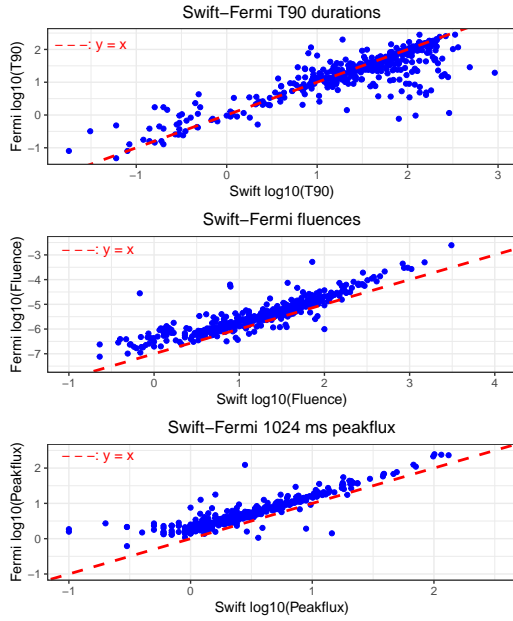 Swift−Fermi T90 durations
−−−: y = x
Fermi log10(T90)
2
1
0
−1
−1 0 1 2 3
Swift log10(T90)
Swift−Fermi fluences
−−−: y = x
Fermi log10(Fluence)
−3
−4
−5
−6
−7
−1 0 1 2 3 4
Swift log10(Fluence)
Swift−Fermi 1024 ms peakflux
−−−: y = x
Fermi log10(Peakflux)
2
1
0
−1
−1 0 1 2
Swift log10(Peakflux)